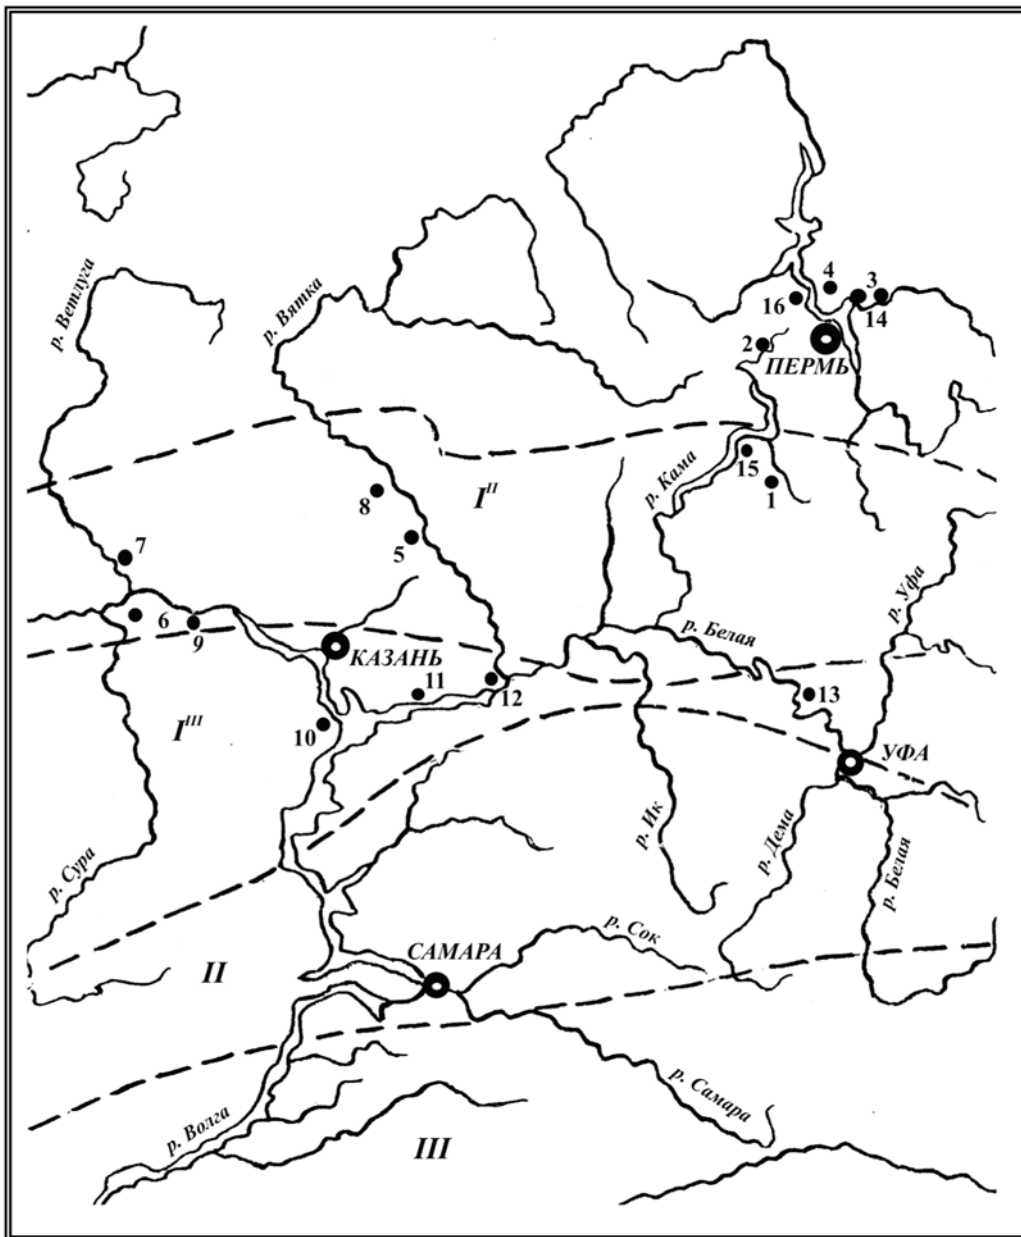 р. Ветлуга
р. Вятка
4
3
16
14
2
ПЕРМЬ
р. Кама
15
1
8
I^II
5
7
р. Уфа
6
9
р. Белая
КАЗАНЬ
11
12
13
I^III
10
УФА
р. Ик
р. Дема
р. Белая
р. Сура
р. Сок
САМАРА
II
р. Самара
р. Волга
III